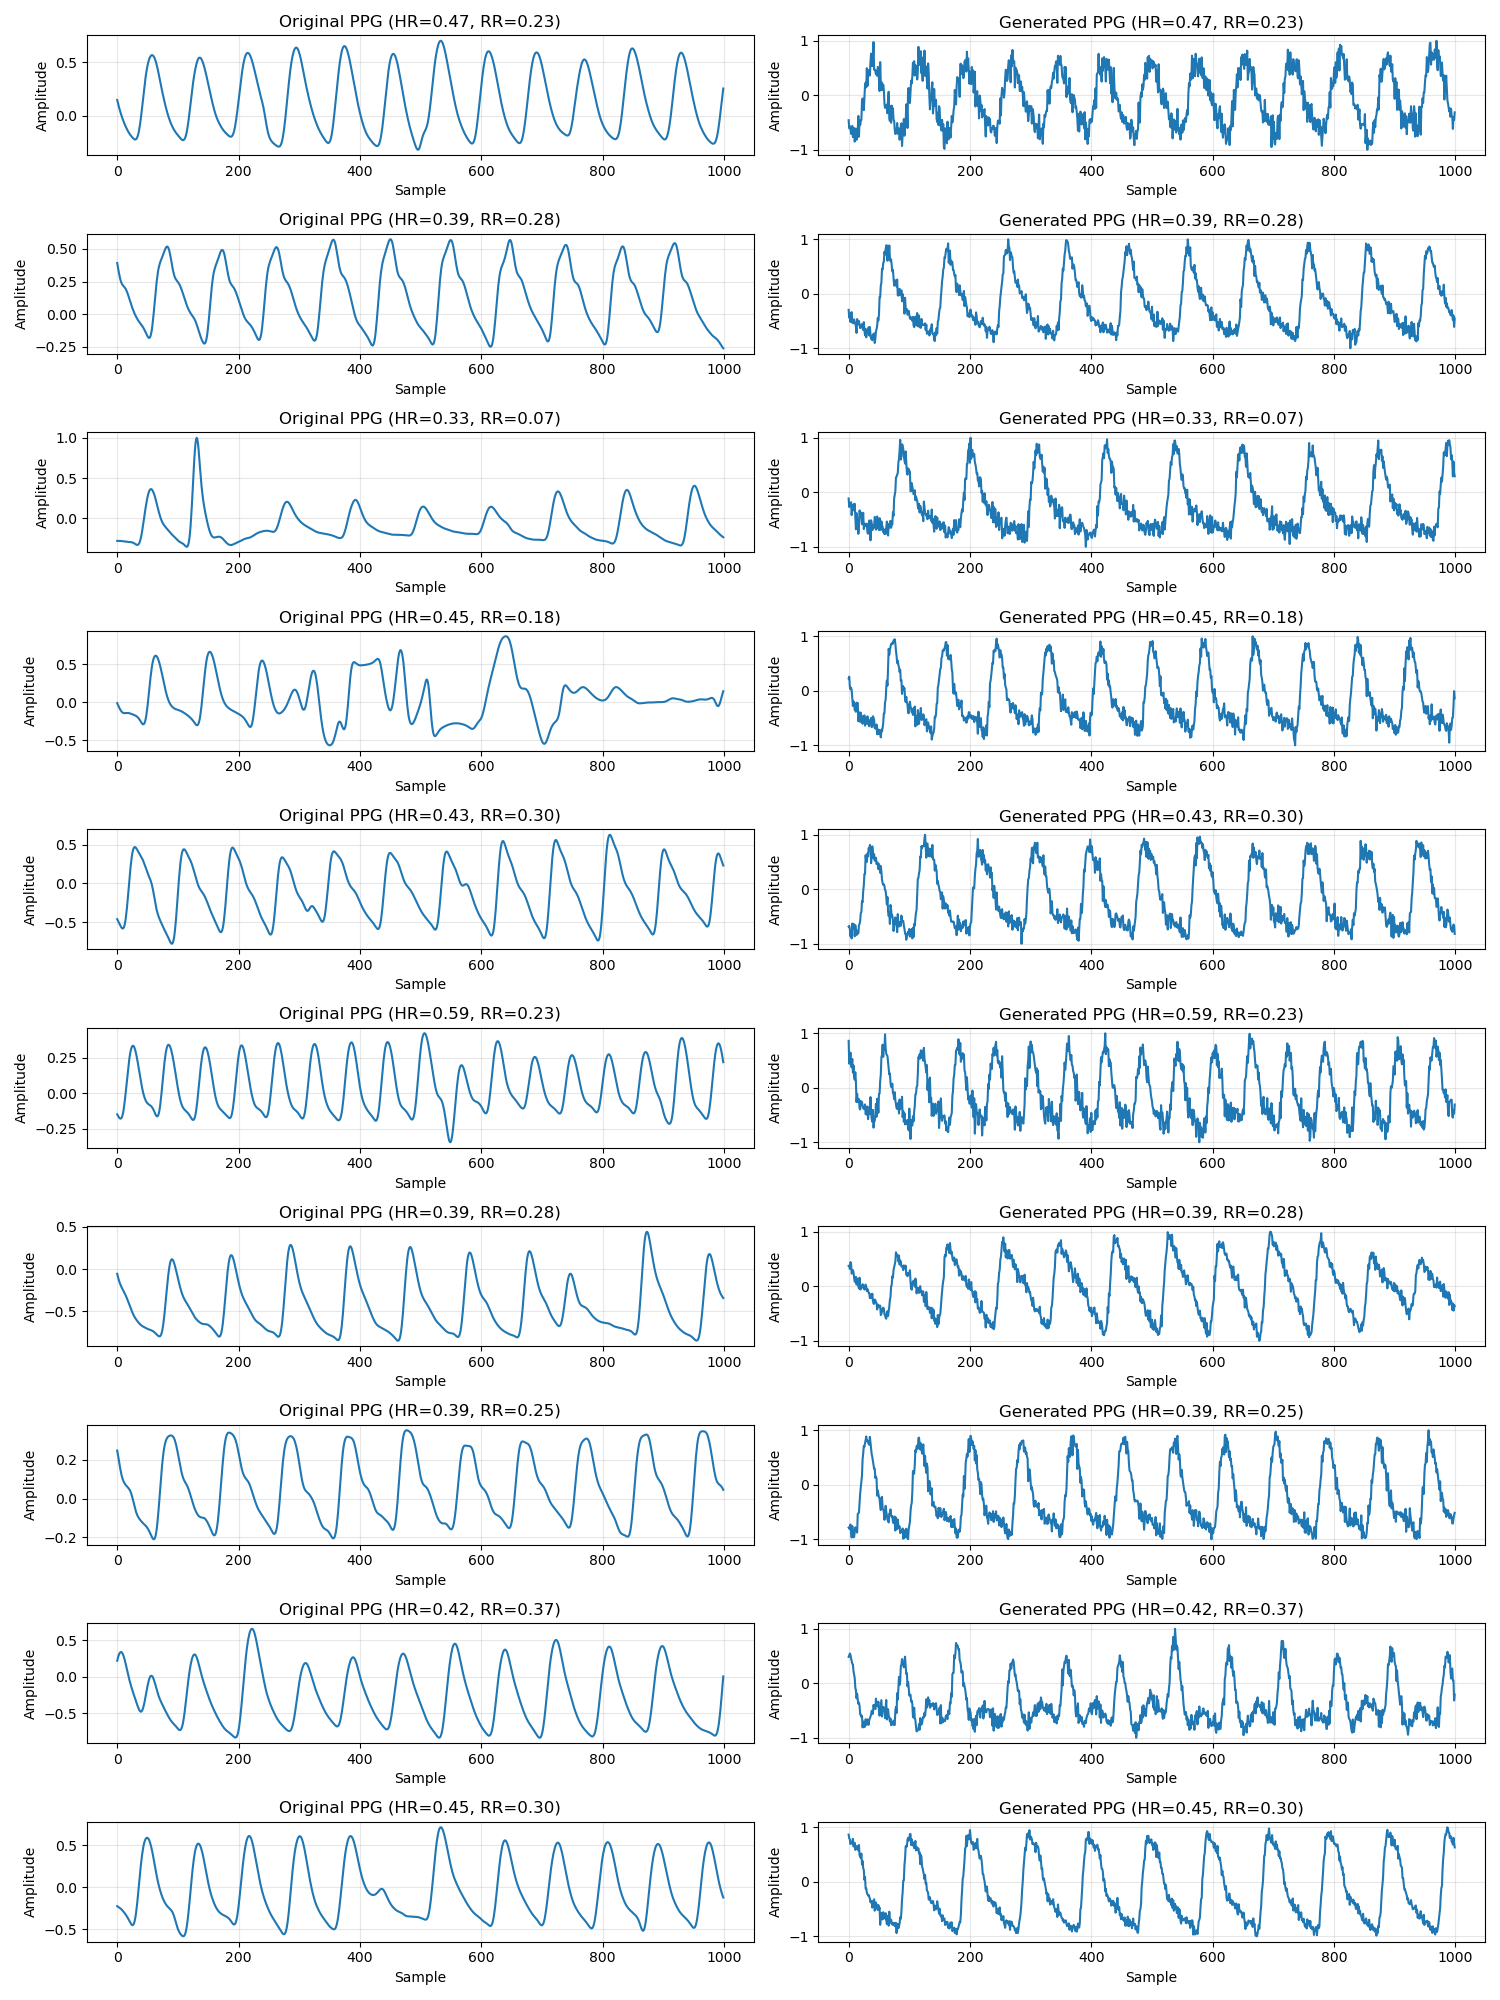 Original PPG (HR=0.47, RR=0.23)
Generated PPG (HR=0.47, RR=0.23)
Amplitude
0.5
0.0
0 200 400 600 800 1000
Sample
Amplitude
1
0
−1
0 200 400 600 800 1000
Sample
Original PPG (HR=0.39, RR=0.28)
Generated PPG (HR=0.39, RR=0.28)
Amplitude
0.50
0.25
0.00
−0.25
0 200 400 600 800 1000
Sample
Amplitude
1
0
−1
0 200 400 600 800 1000
Sample
Original PPG (HR=0.33, RR=0.07)
Generated PPG (HR=0.33, RR=0.07)
Amplitude
1.0
0.5
0.0
0 200 400 600 800 1000
Sample
Amplitude
1
0
−1
0 200 400 600 800 1000
Sample
Original PPG (HR=0.45, RR=0.18)
Generated PPG (HR=0.45, RR=0.18)
Amplitude
0.5
0.0
−0.5
0 200 400 600 800 1000
Sample
Amplitude
1
0
−1
0 200 400 600 800 1000
Sample
Original PPG (HR=0.43, RR=0.30)
Generated PPG (HR=0.43, RR=0.30)
Amplitude
0.5
0.0
−0.5
0 200 400 600 800 1000
Sample
Amplitude
1
0
−1
0 200 400 600 800 1000
Sample
Original PPG (HR=0.59, RR=0.23)
Generated PPG (HR=0.59, RR=0.23)
Amplitude
0.25
0.00
−0.25
0 200 400 600 800 1000
Sample
Amplitude
1
0
−1
0 200 400 600 800 1000
Sample
Original PPG (HR=0.39, RR=0.28)
Generated PPG (HR=0.39, RR=0.28)
Amplitude
0.5
0.0
−0.5
0 200 400 600 800 1000
Sample
Amplitude
1
0
−1
0 200 400 600 800 1000
Sample
Original PPG (HR=0.39, RR=0.25)
Generated PPG (HR=0.39, RR=0.25)
Amplitude
0.2
0.0
−0.2
0 200 400 600 800 1000
Sample
Amplitude
1
0
−1
0 200 400 600 800 1000
Sample
Original PPG (HR=0.42, RR=0.37)
Generated PPG (HR=0.42, RR=0.37)
Amplitude
0.5
0.0
−0.5
0 200 400 600 800 1000
Sample
Amplitude
1
0
−1
0 200 400 600 800 1000
Sample
Original PPG (HR=0.45, RR=0.30)
Generated PPG (HR=0.45, RR=0.30)
Amplitude
0.5
0.0
−0.5
0 200 400 600 800 1000
Sample
Amplitude
1
0
−1
0 200 400 600 800 1000
Sample